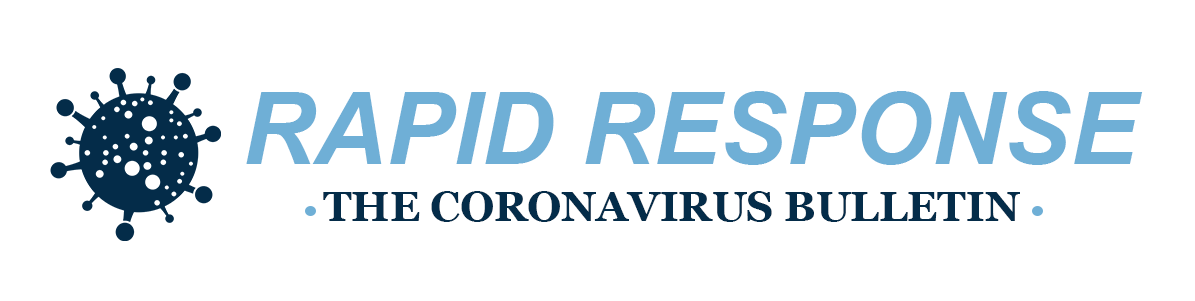 RAPID RESPONSE
• THE CORONAVIRUS BULLETIN •